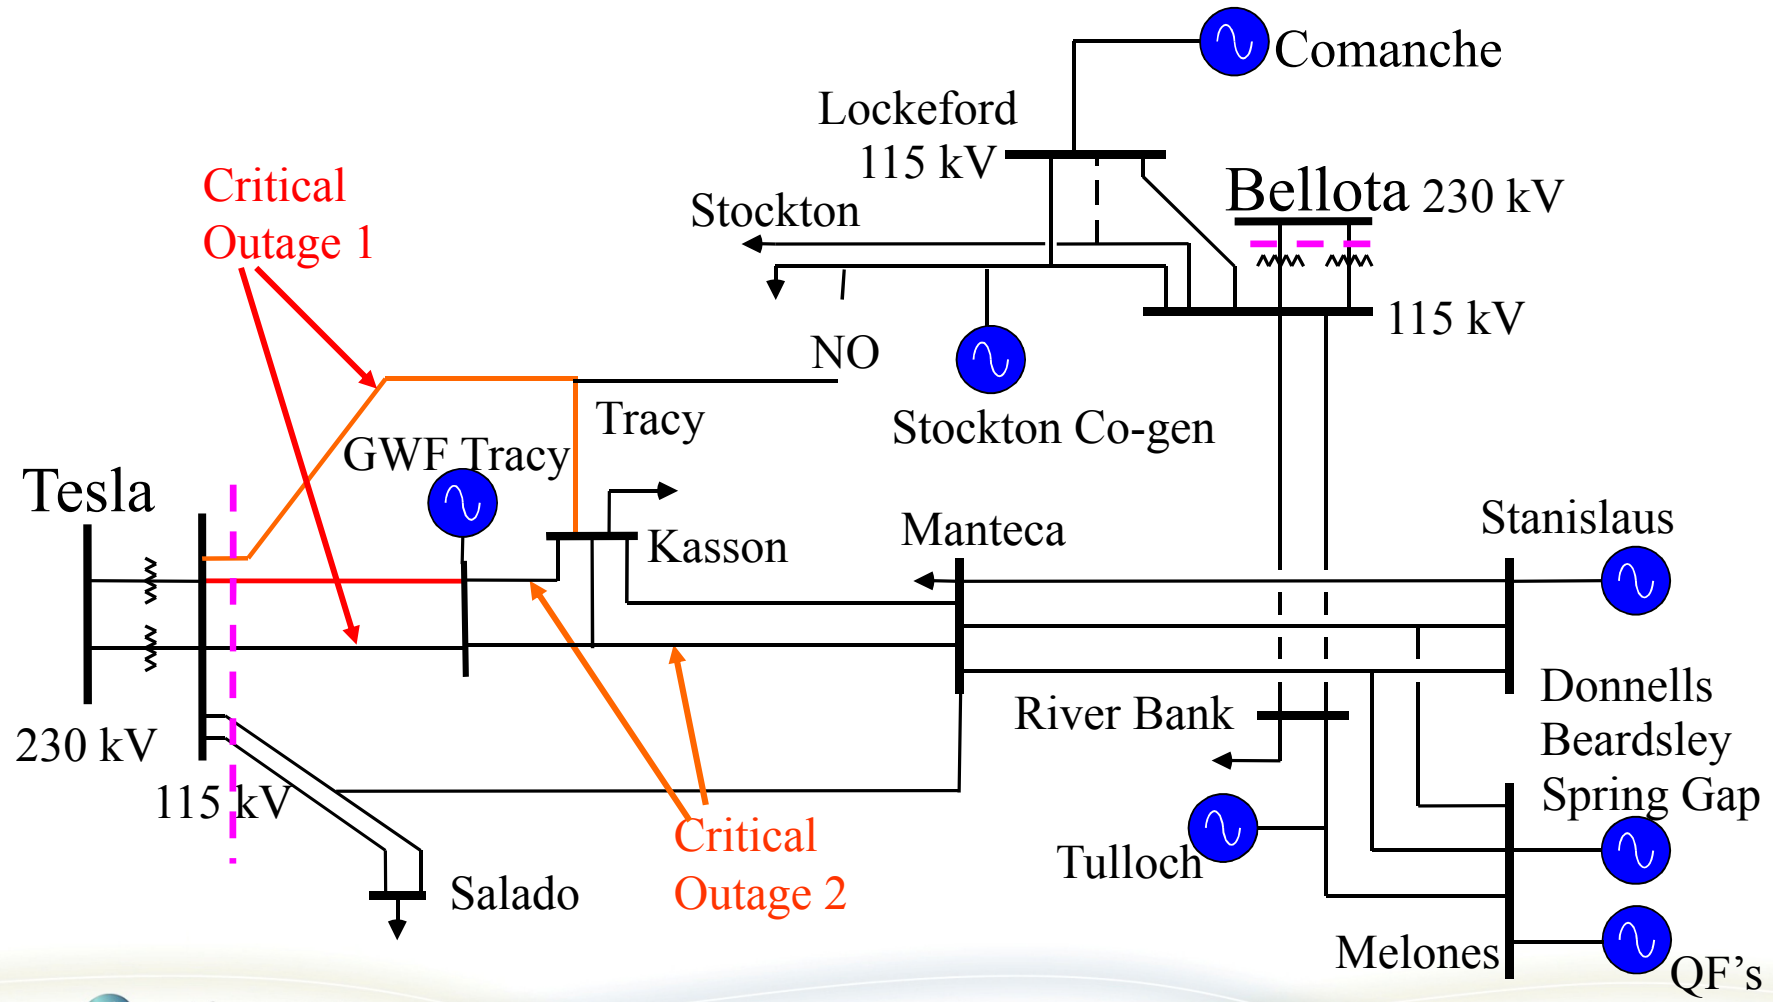 Comanche
Lockeford
115 kV
Bellota 230 kV
Critical
Outage 1
Stockton
115 kV
NO
Tracy
Stockton Co-gen
GWF Tracy
Tesla
Kasson
Manteca
Stanislaus
230 kV
115 kV
River Bank
Donnells
Beardsley
Spring Gap
Critical
Outage 2
Tulloch
Salado
Melones
QF’s